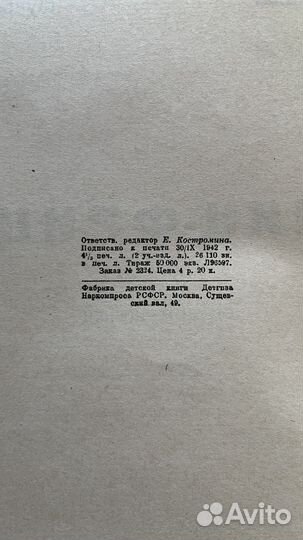 Ответств. редактор Е. Костромина.
Подписано к печати 30/IX 1942 г.
4¹/₂ печ. л. (2 уч.-изд. л.). 26 110 зн.
в печ. л. Тираж 50 000 экз. Л96597.
Заказ № 2324. Цена 4 р. 20 к.
Фабрика детской книги Детгиза
Наркомпроса РСФСР, Москва, Сущев-
ский вал, 49.
Avito